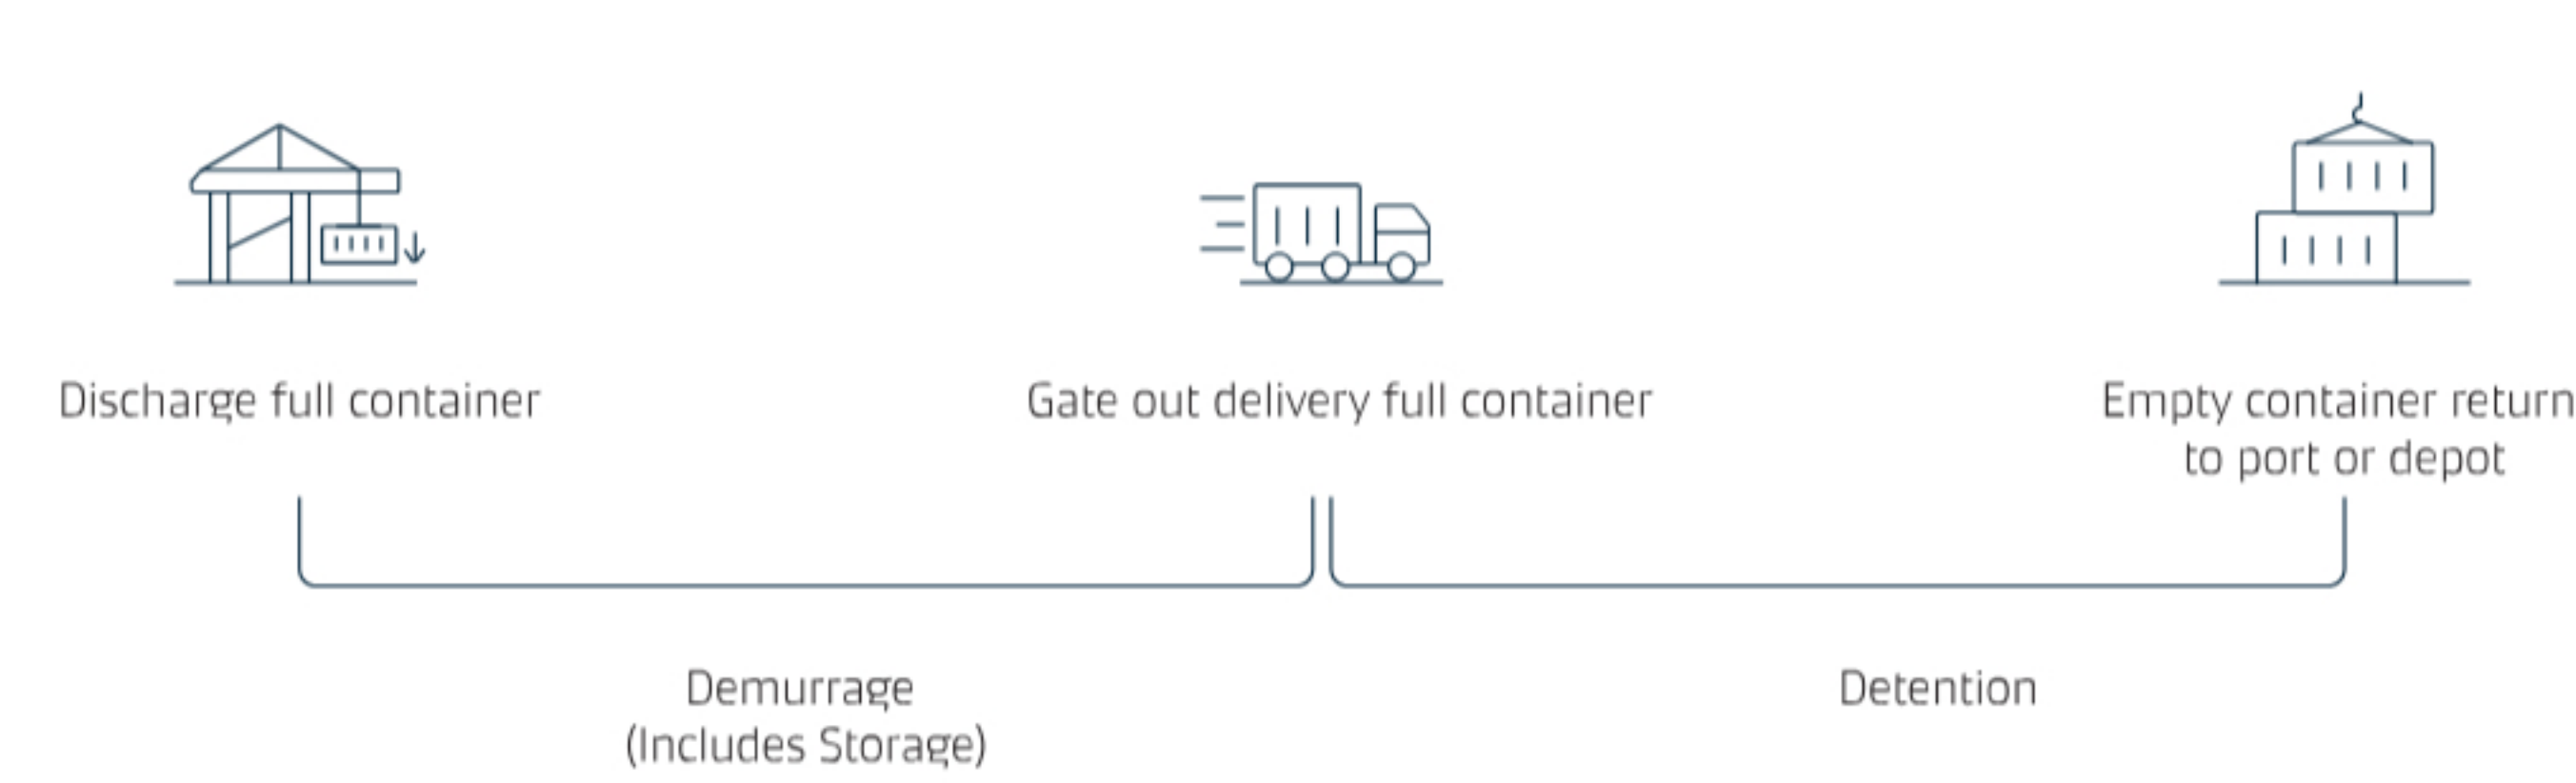 Discharge full container
Gate out delivery full container
Empty container return
to port or depot
Demurrage
(Includes Storage)
Detention